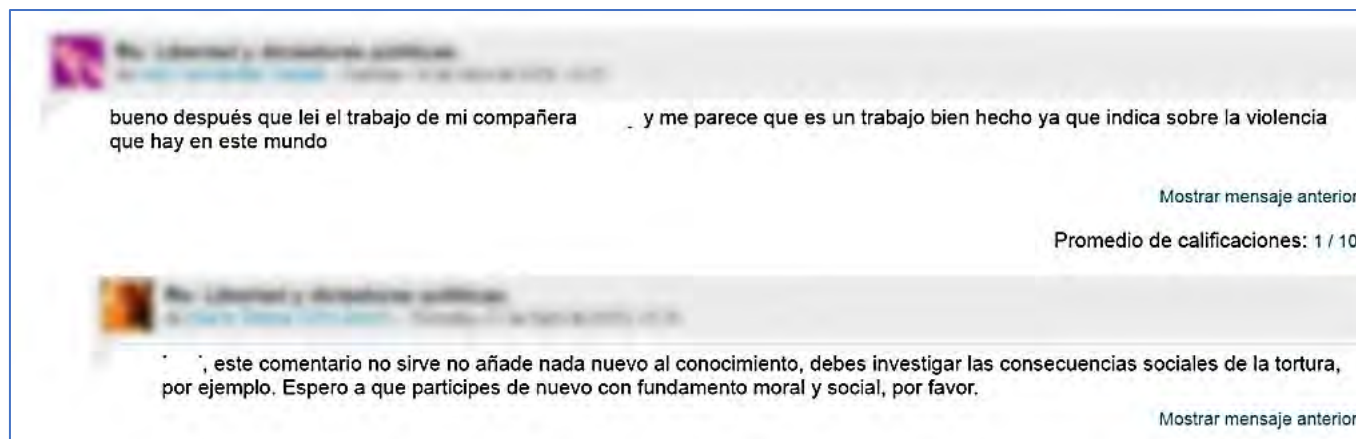 bueno después que lei el trabajo de mi compañera y me parece que es un trabajo bien hecho ya que indica sobre la violencia
que hay en este mundo
Mostrar mensaje anterior
Promedio de calificaciones: 1 / 10
, este comentario no sirve no añade nada nuevo al conocimiento, debes investigar las consecuencias sociales de la tortura,
por ejemplo. Espero a que participes de nuevo con fundamento moral y social, por favor.
Mostrar mensaje anterior